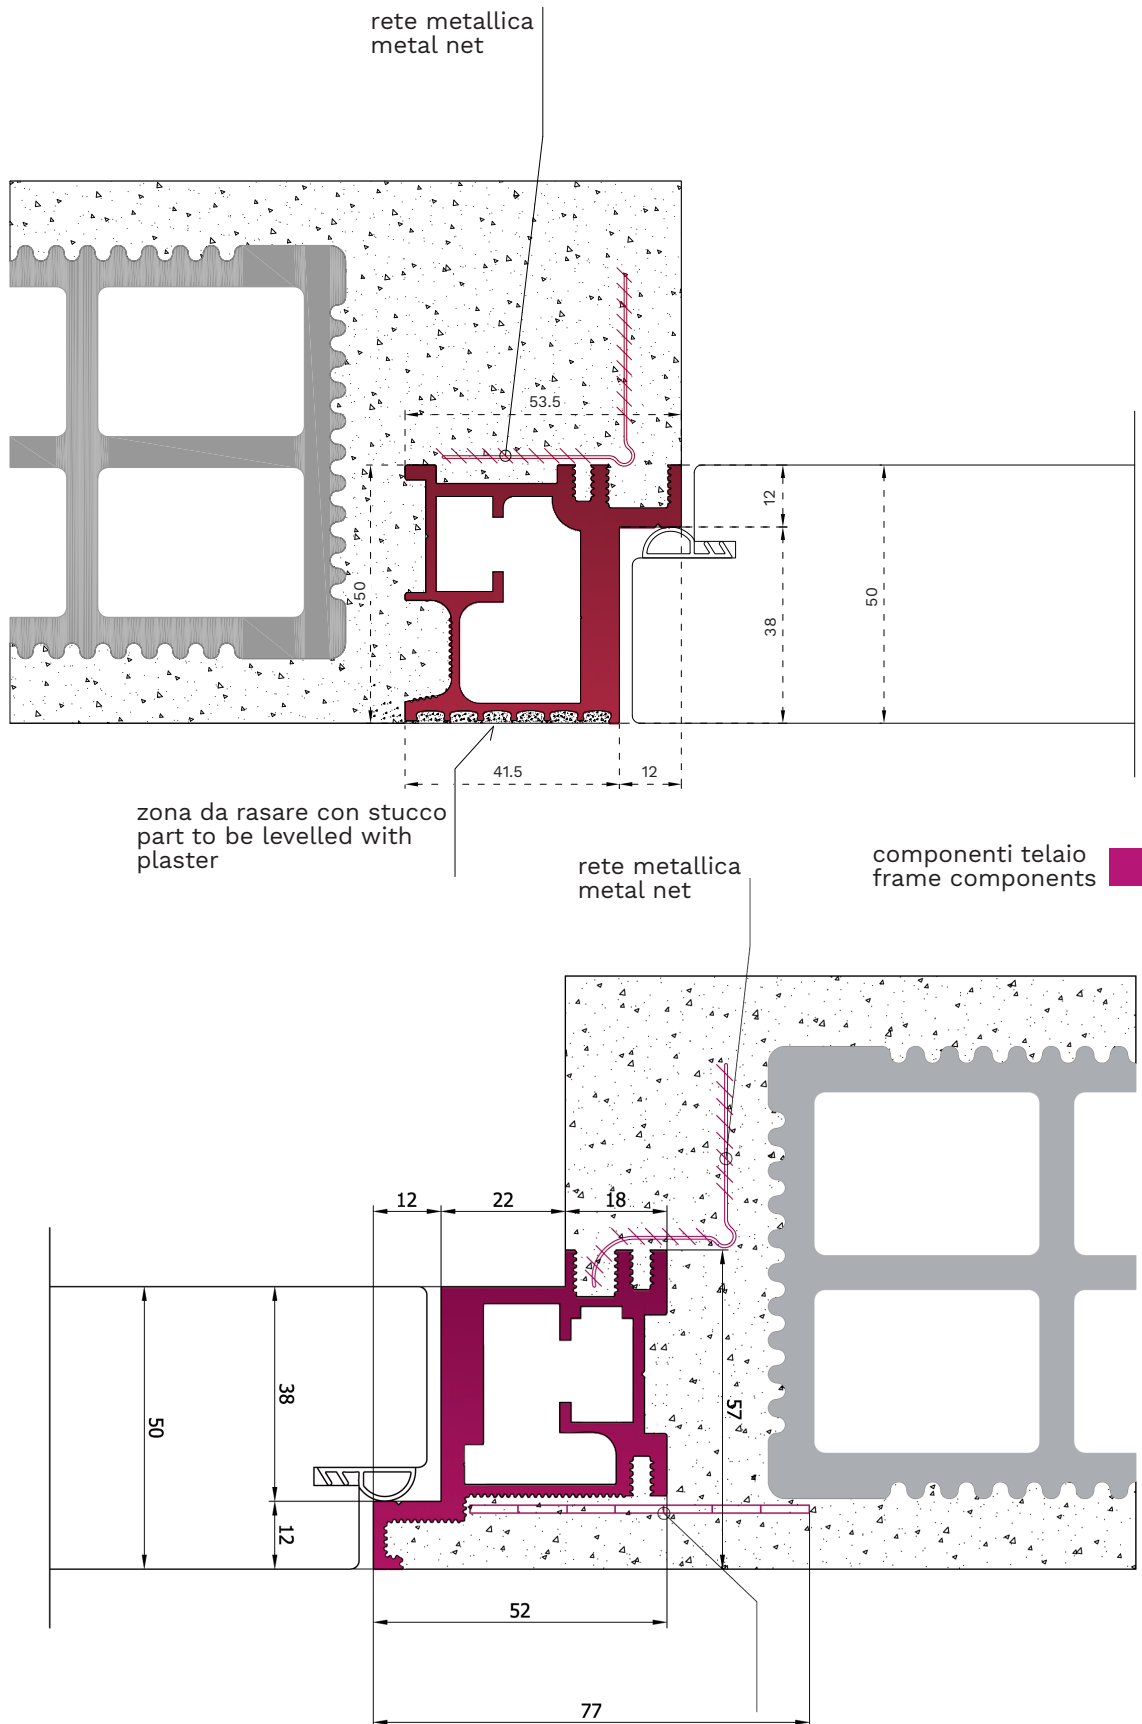 rete metallica
metal net
53.5
12
50
50
38
41.5
12
zona da rasare con stucco
part to be levelled with
plaster
rete metallica
metal net
componenti telaio
frame components
12
22
18
38
50
57
12
52
77